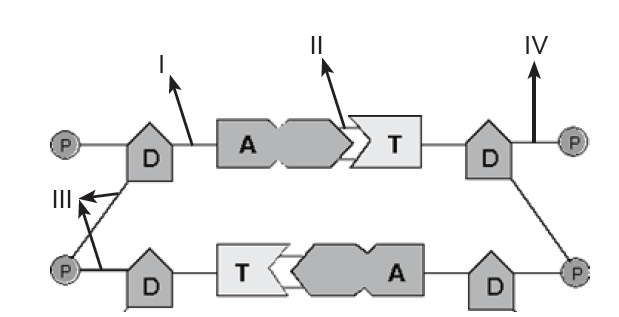 I II IV
P D A T D P
III
P D T A D P